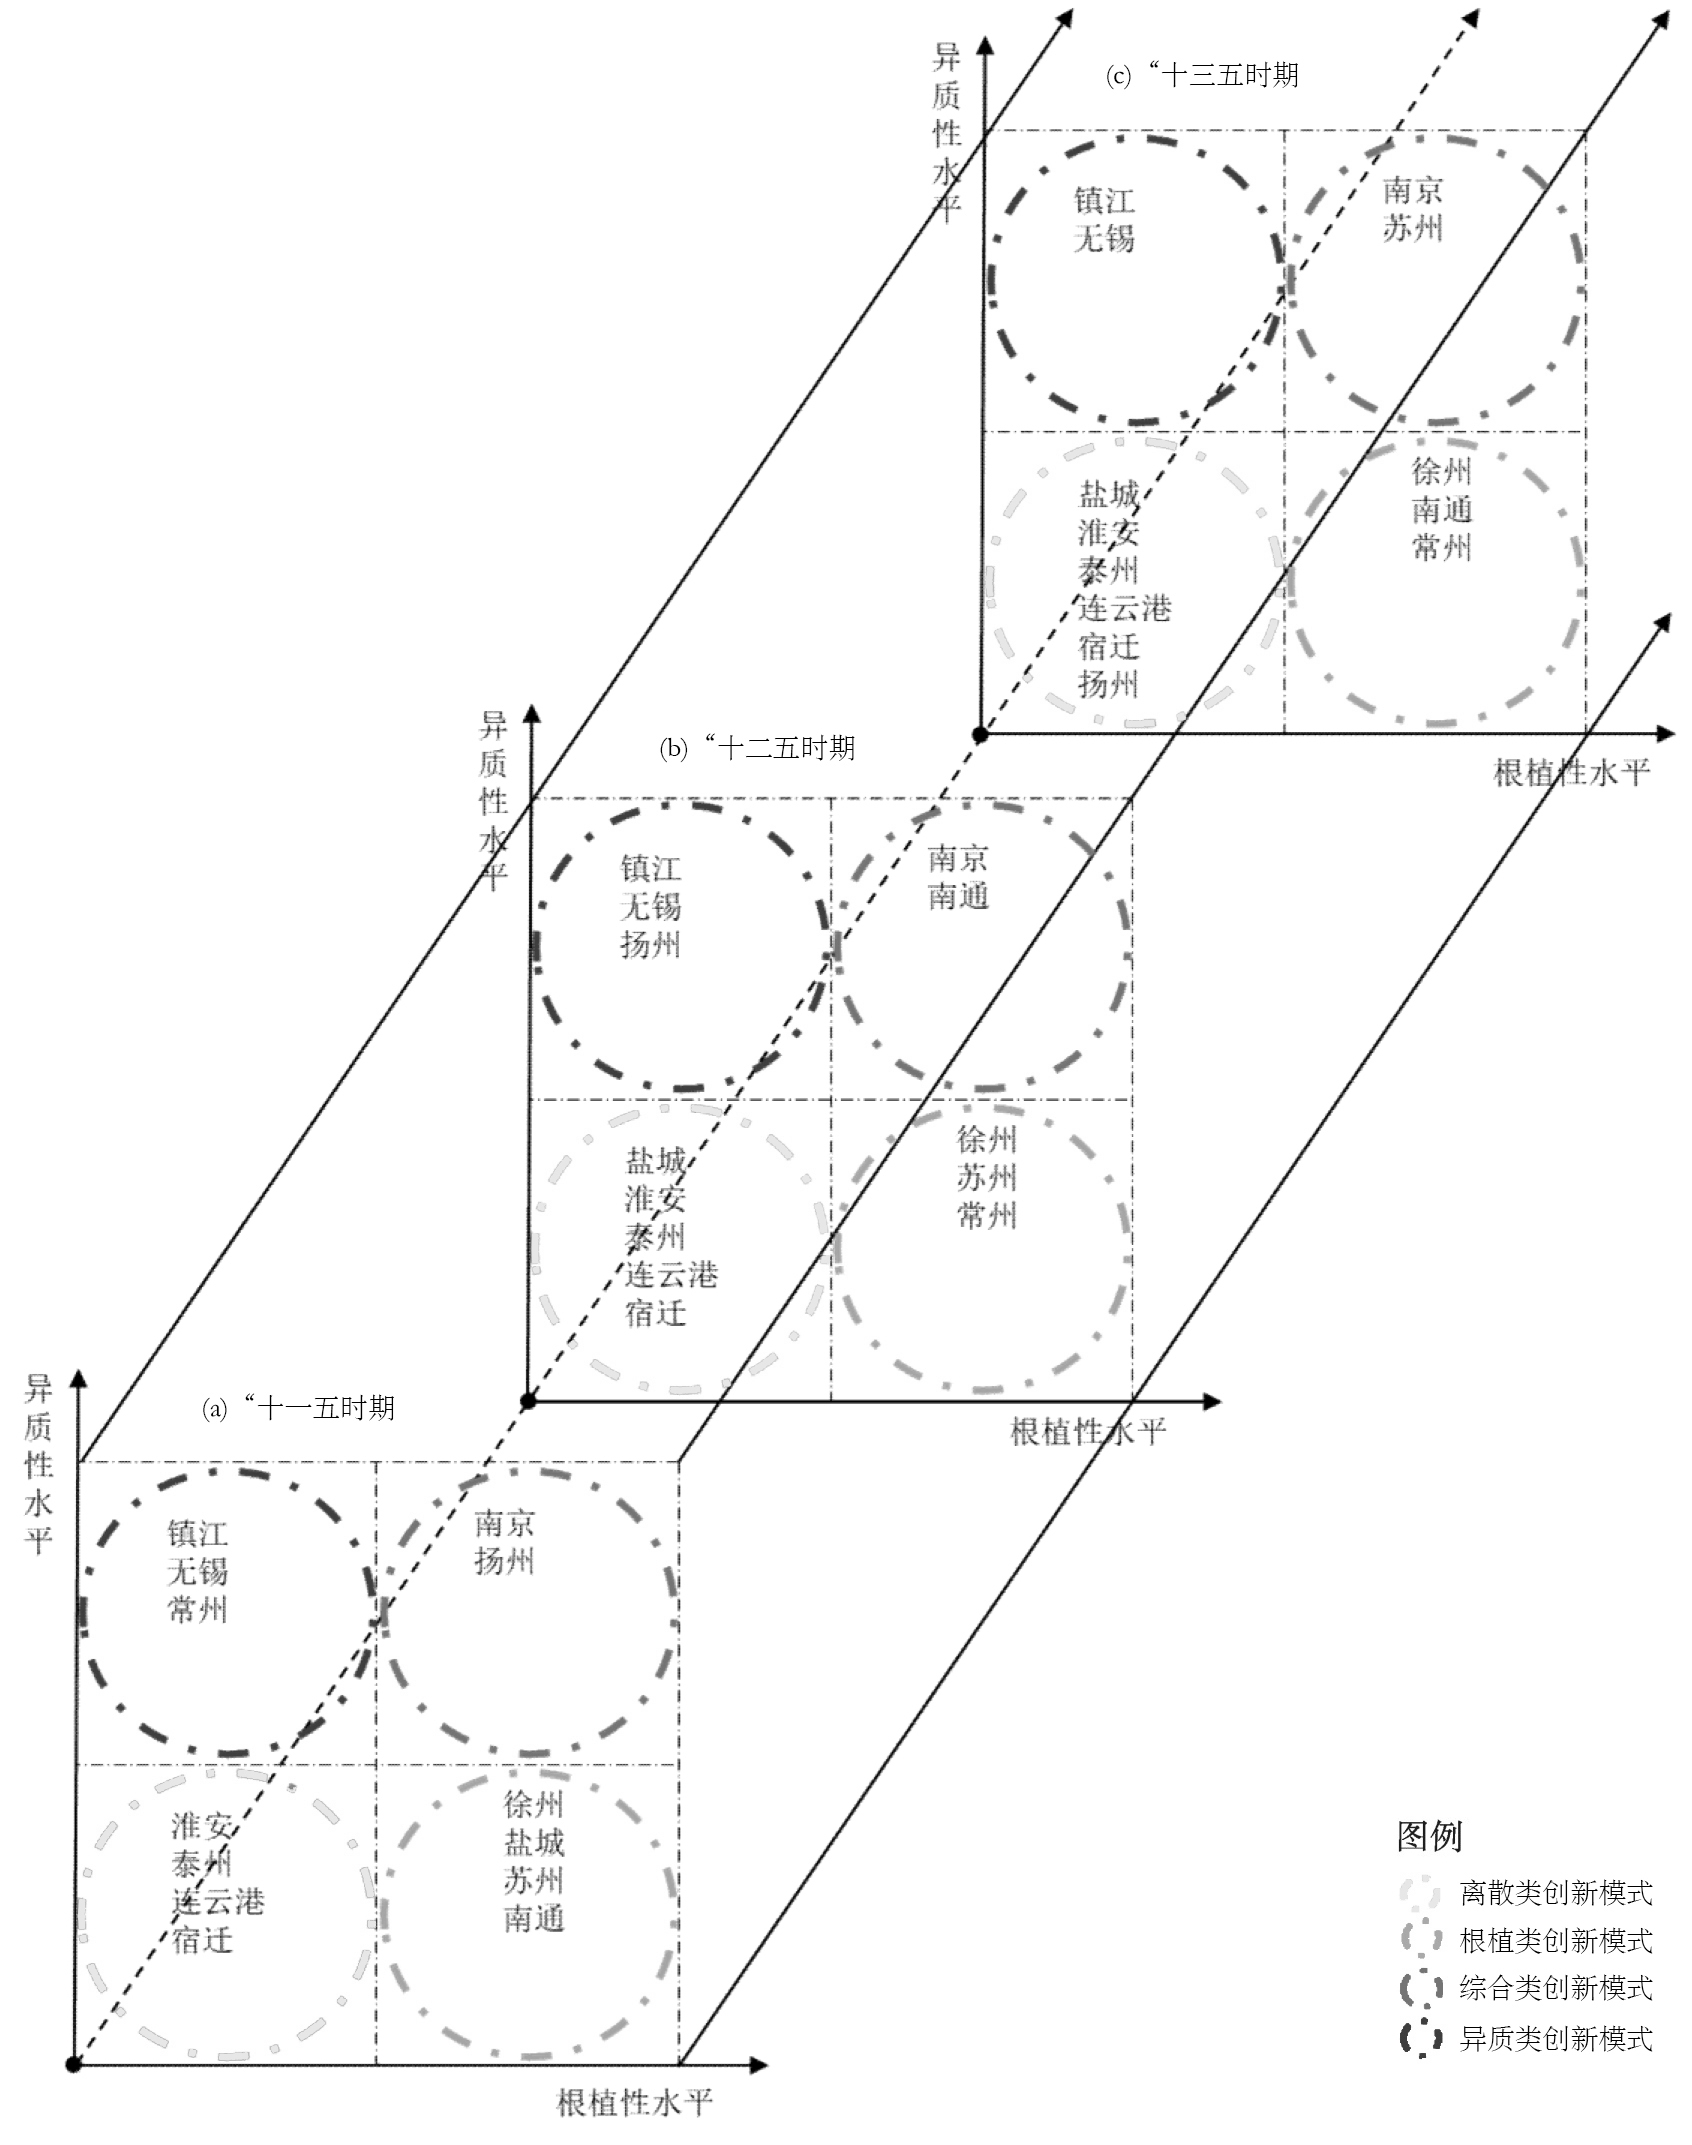 (c) “十三五时期
异质性水平
镇江
无锡
南京
苏州
盐城
淮安
泰州
连云港
宿迁
扬州
徐州
南通
常州
根植性水平
(b) “十二五时期
异质性水平
镇江
无锡
扬州
南京
南通
盐城
淮安
泰州
连云港
宿迁
徐州
苏州
常州
根植性水平
(a) “十一五时期
异质性水平
镇江
无锡
常州
南京
扬州
淮安
泰州
连云港
宿迁
徐州
盐城
苏州
南通
根植性水平
图例
离散类创新模式
根植类创新模式
综合类创新模式
异质类创新模式